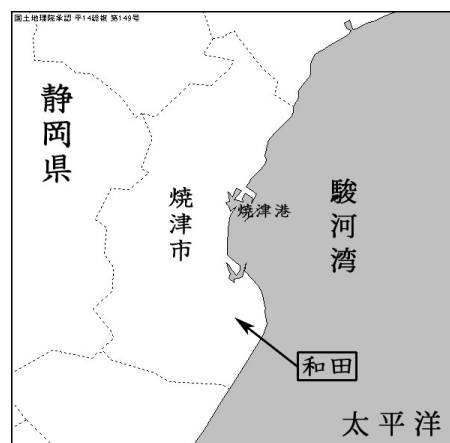 国土地理院承認 平14総複 第149号
静岡県
焼津市
焼津港
駿河湾
和田
太平洋